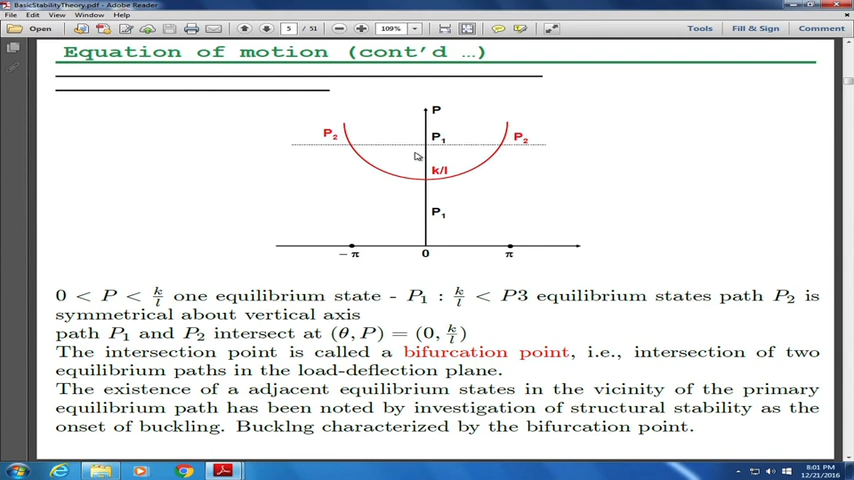 BasicStabilityTheory.pdf - Adobe Reader
File Edit View Window Help
Open 5 / 51 109% Tools Fill & Sign Comment
Equation of motion (cont'd …)
P
P₂ P₁ P₂
k/l
P₁
− π 0 π
0 < P < k/l one equilibrium state - P₁ : k/l < P3 equilibrium states path P₂ is
symmetrical about vertical axis
path P₁ and P₂ intersect at (θ, P) = (0, k/l)
The intersection point is called a bifurcation point, i.e., intersection of two
equilibrium paths in the load-deflection plane.
The existence of a adjacent equilibrium states in the vicinity of the primary
equilibrium path has been noted by investigation of structural stability as the
onset of buckling. Bucklng characterized by the bifurcation point.
8:01 PM
12/21/2016